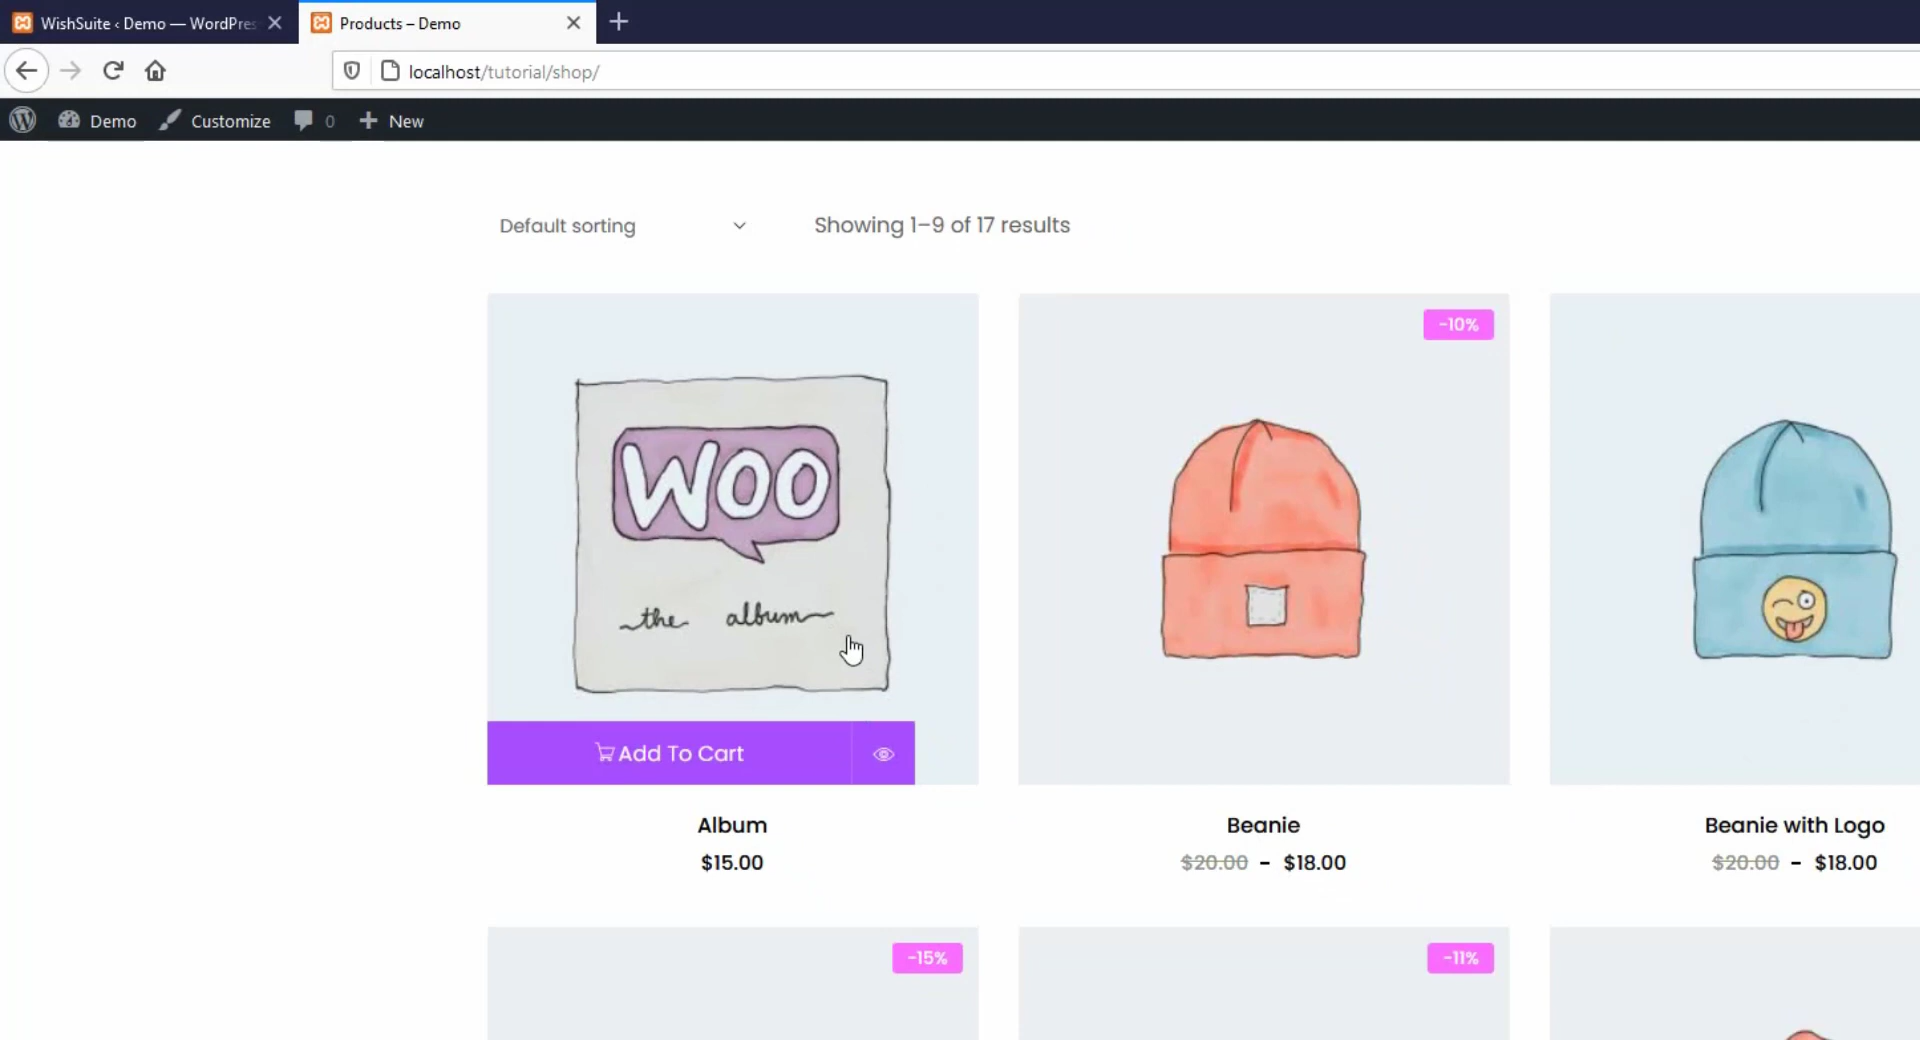 WishSuite ‹ Demo — WordPres
Products – Demo
localhost/tutorial/shop/
Demo
Customize
0
New
Default sorting
Showing 1–9 of 17 results
WOO
the album
Add To Cart
-10%
Album
$15.00
Beanie
$20.00 - $18.00
Beanie with Logo
$20.00 - $18.00
-15%
-11%